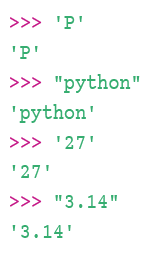 >>> 'P'
'P'
>>> "python"
'python'
>>> '27'
'27'
>>> "3.14"
'3.14'